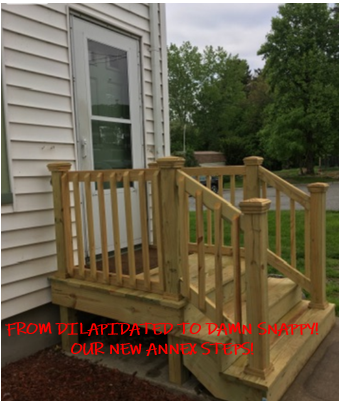 FROM DILAPIDATED TO DAMN SNAPPY!
OUR NEW ANNEX STEPS!